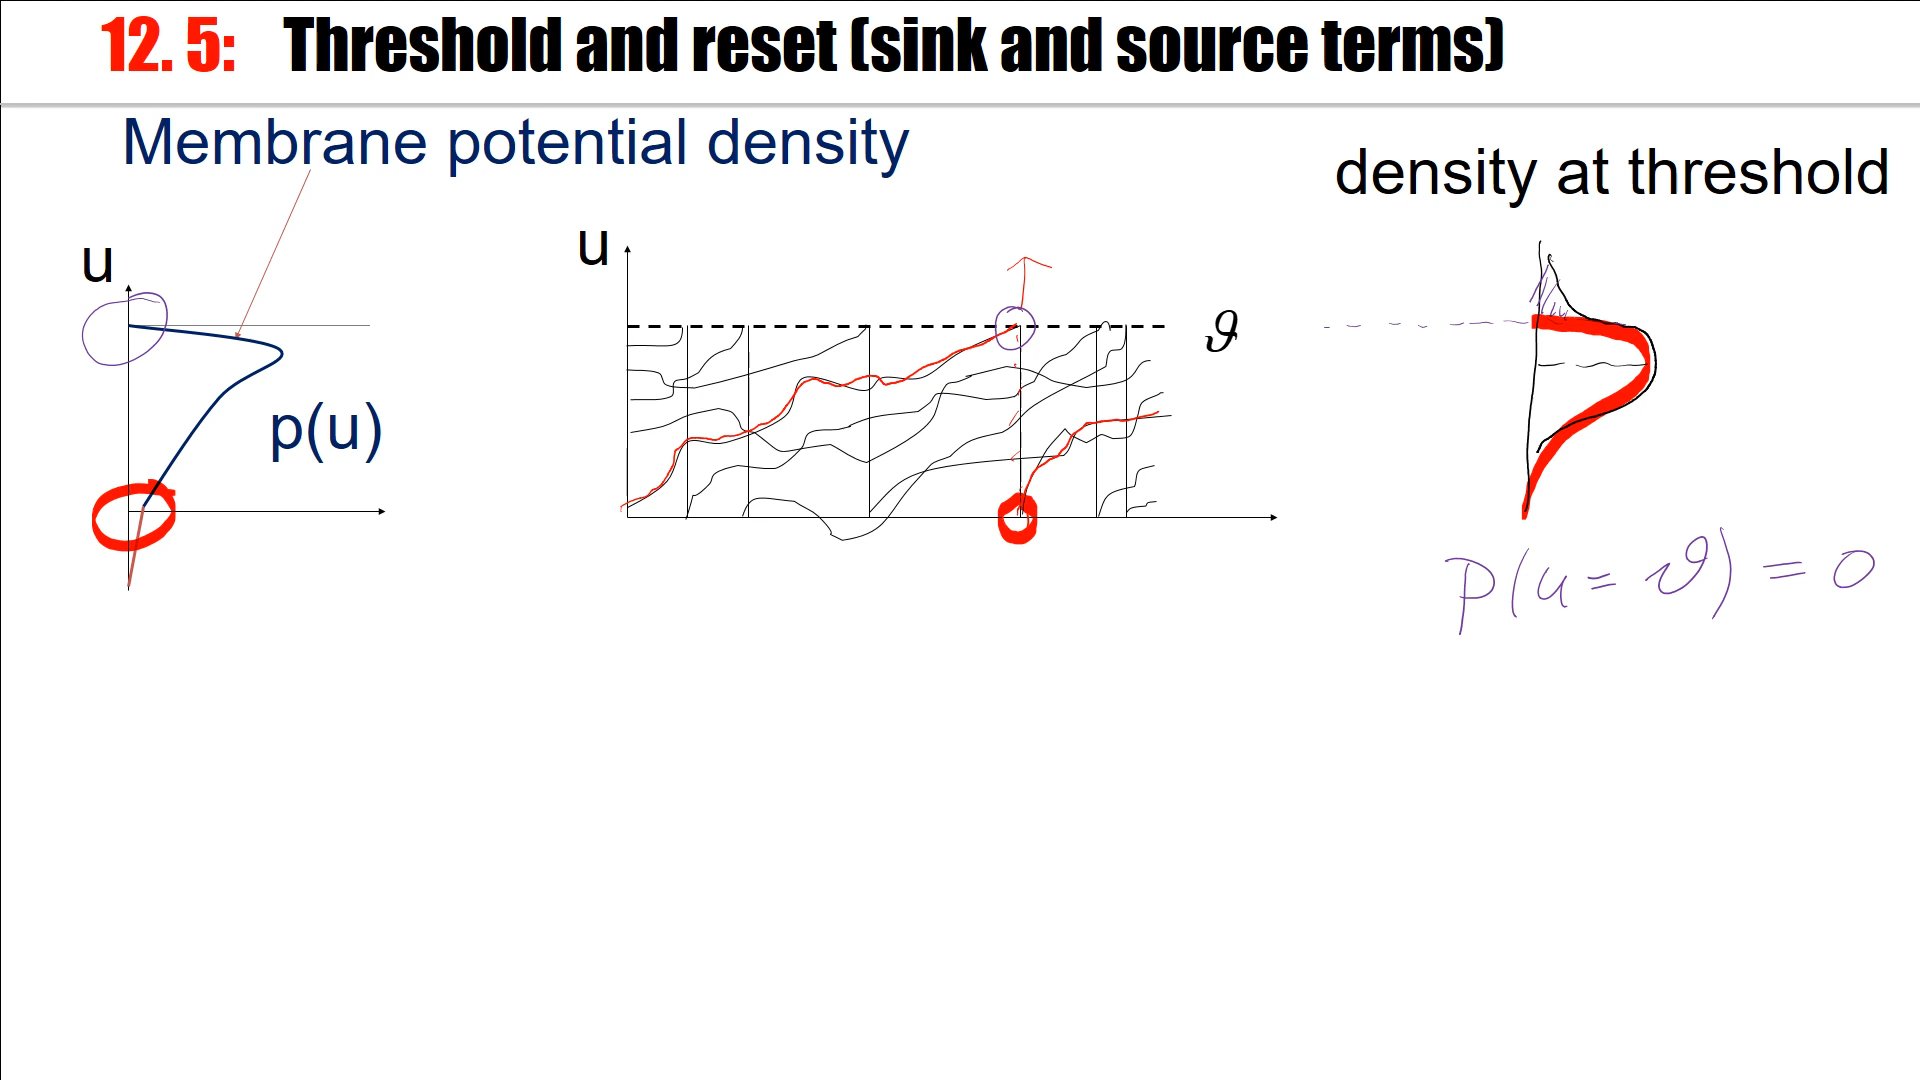 12. 5: Threshold and reset (sink and source terms)
Membrane potential density
density at threshold
u
u
ϑ
p(u)
p(u = ϑ) = 0